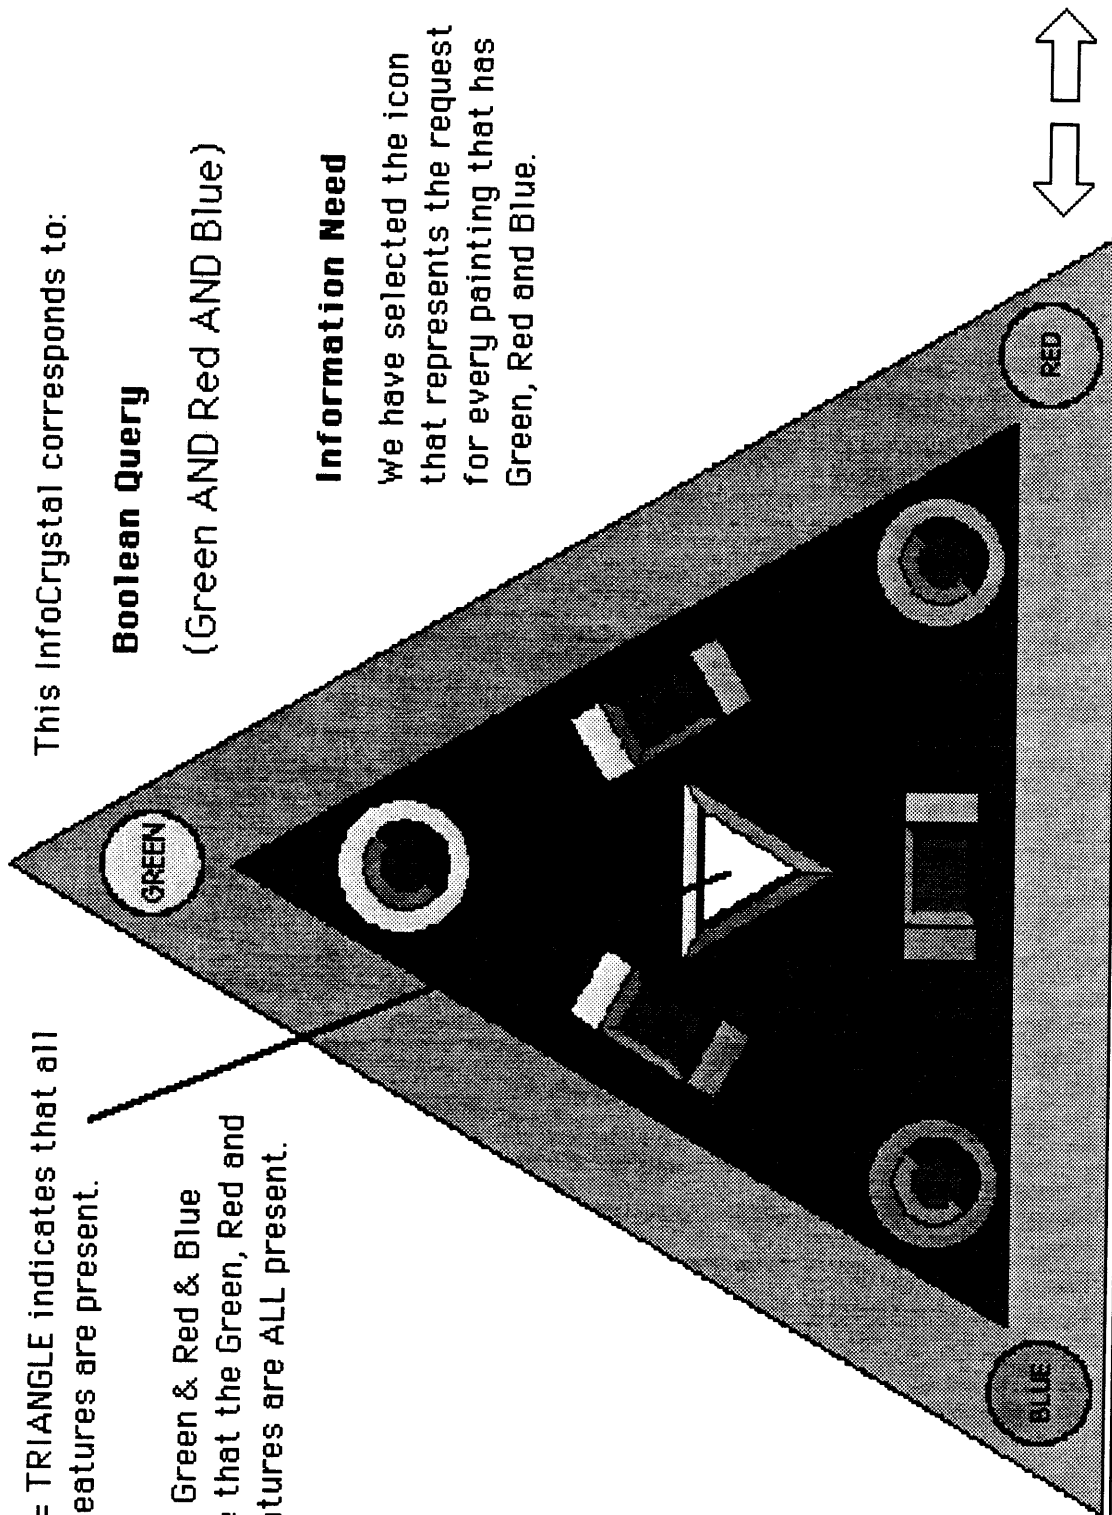 = TRIANGLE indicates that all
eatures are present.
Green & Red & Blue
e that the Green, Red and
tures are ALL present.
This InfoCrystal corresponds to:
Boolean Query
(Green AND Red AND Blue)
Information Need
We have selected the icon
that represents the request
for every painting that has
Green, Red and Blue.
GREEN
BLUE
RED